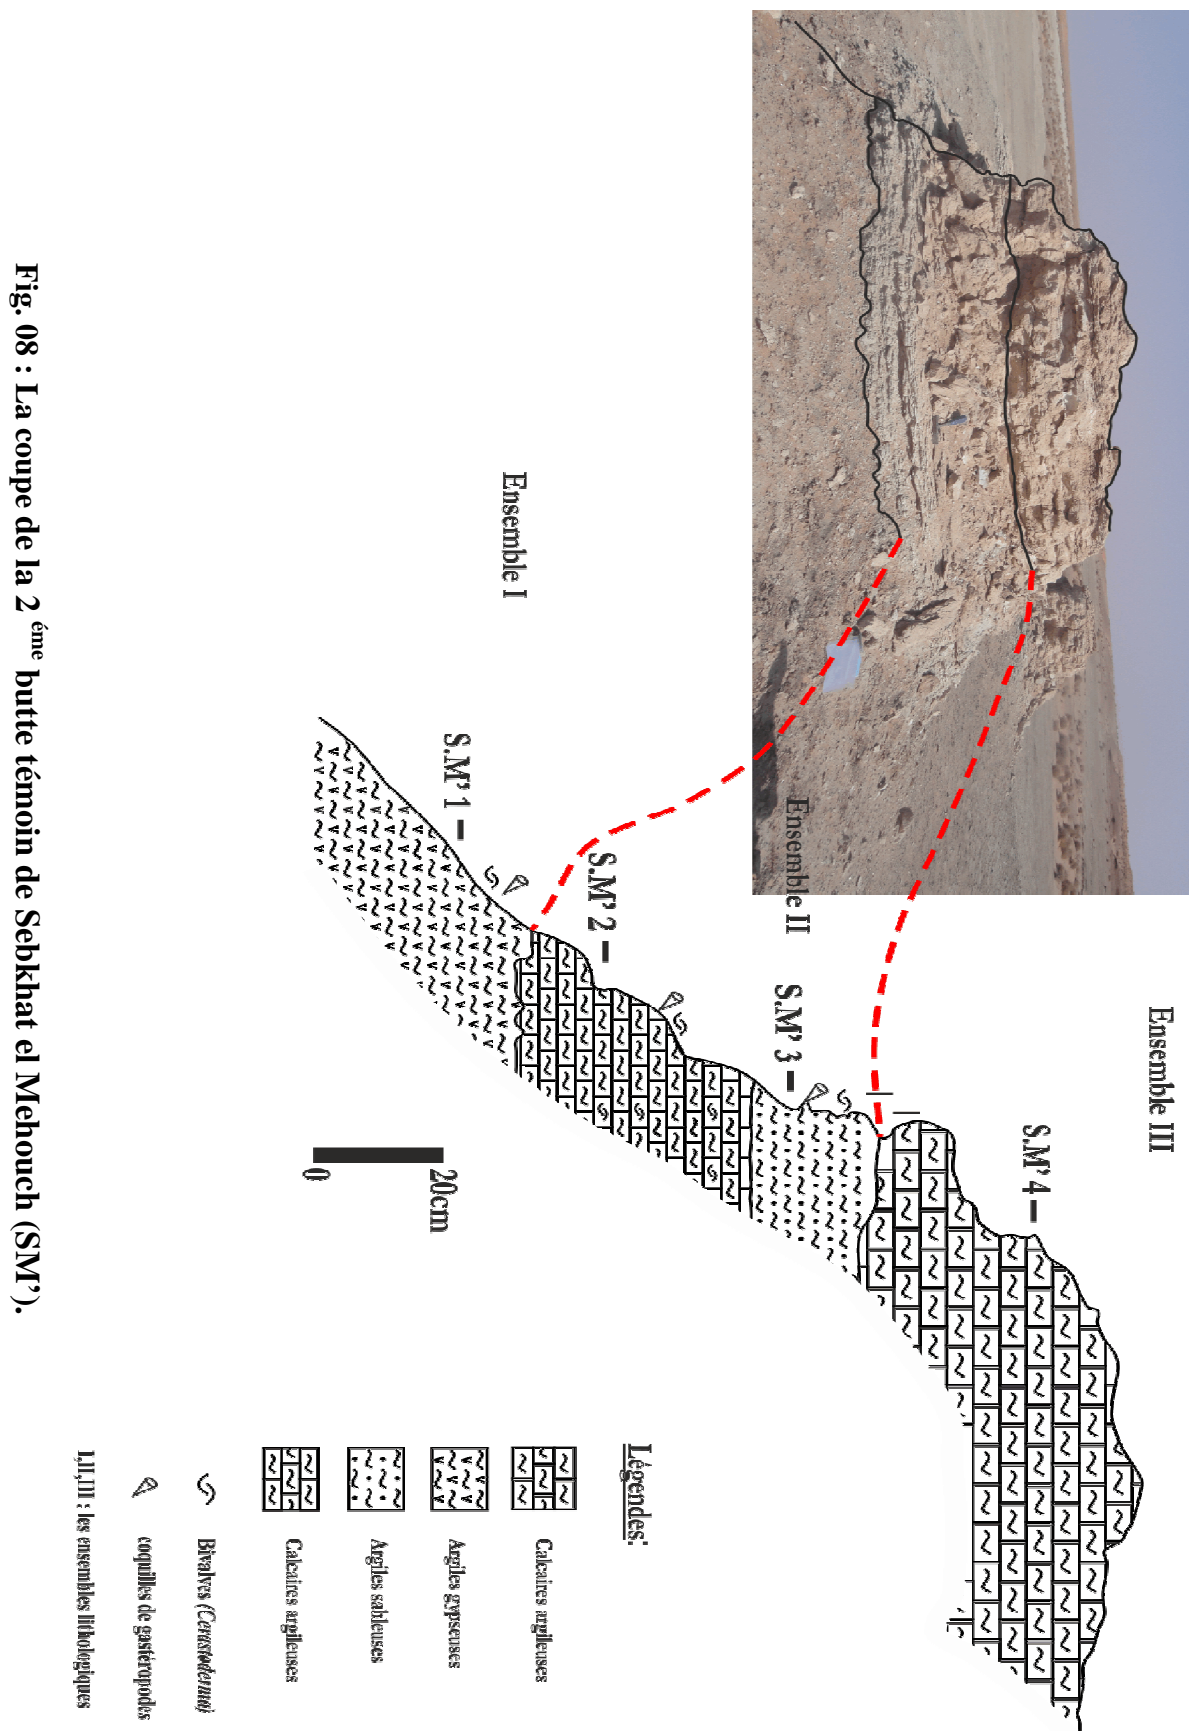 Ensemble III
Ensemble II
Ensemble I
S.M’ 4
S.M’ 3
S.M’ 2
S.M’ 1
20cm
0
Légendes:
Calcaires argileuses
Argiles gypseuses
Argiles sableuses
Calcaires argileuses
Bivalves (Cerastoderma)
coquilles de gastéropodes
I,II,III : les ensembles lithologiques
Fig. 08 : La coupe de la 2 éme butte témoin de Sebkhat el Mehouch (SM’).